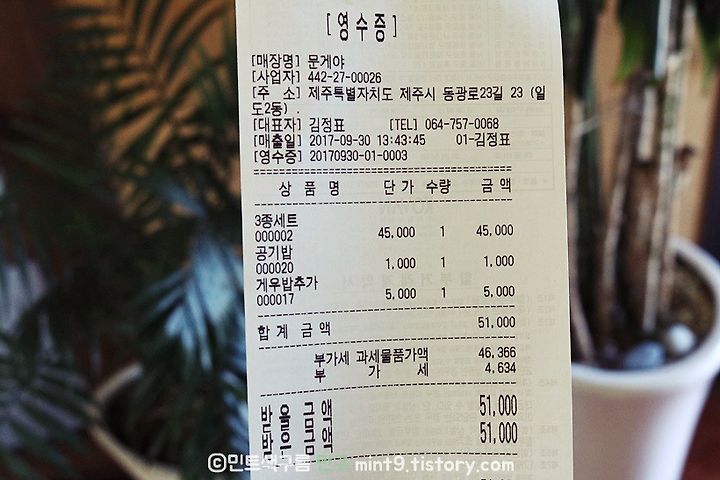 [영수증]
[매장명] 문게야
[사업자] 442-27-00026
[주 소] 제주특별자치도 제주시 동광로23길 23 (일
도2동) .
[대표자] 김정표 [TEL] 064-757-0068
[매출일] 2017-09-30 13:43:45 01-김정표
[영수증] 20170930-01-0003
상 품 명 단 가 수량 금 액
3종세트
000002 45,000 1 45,000
공기밥
000020 1,000 1 1,000
게우밥추가
000017 5,000 1 5,000
합 계 금 액 51,000
부가세 과세물품가액 46,366
부 가 세 4,634
받을금액 51,000
받은금액 51,000
ⓒ민트색구름 mint9.tistory.com